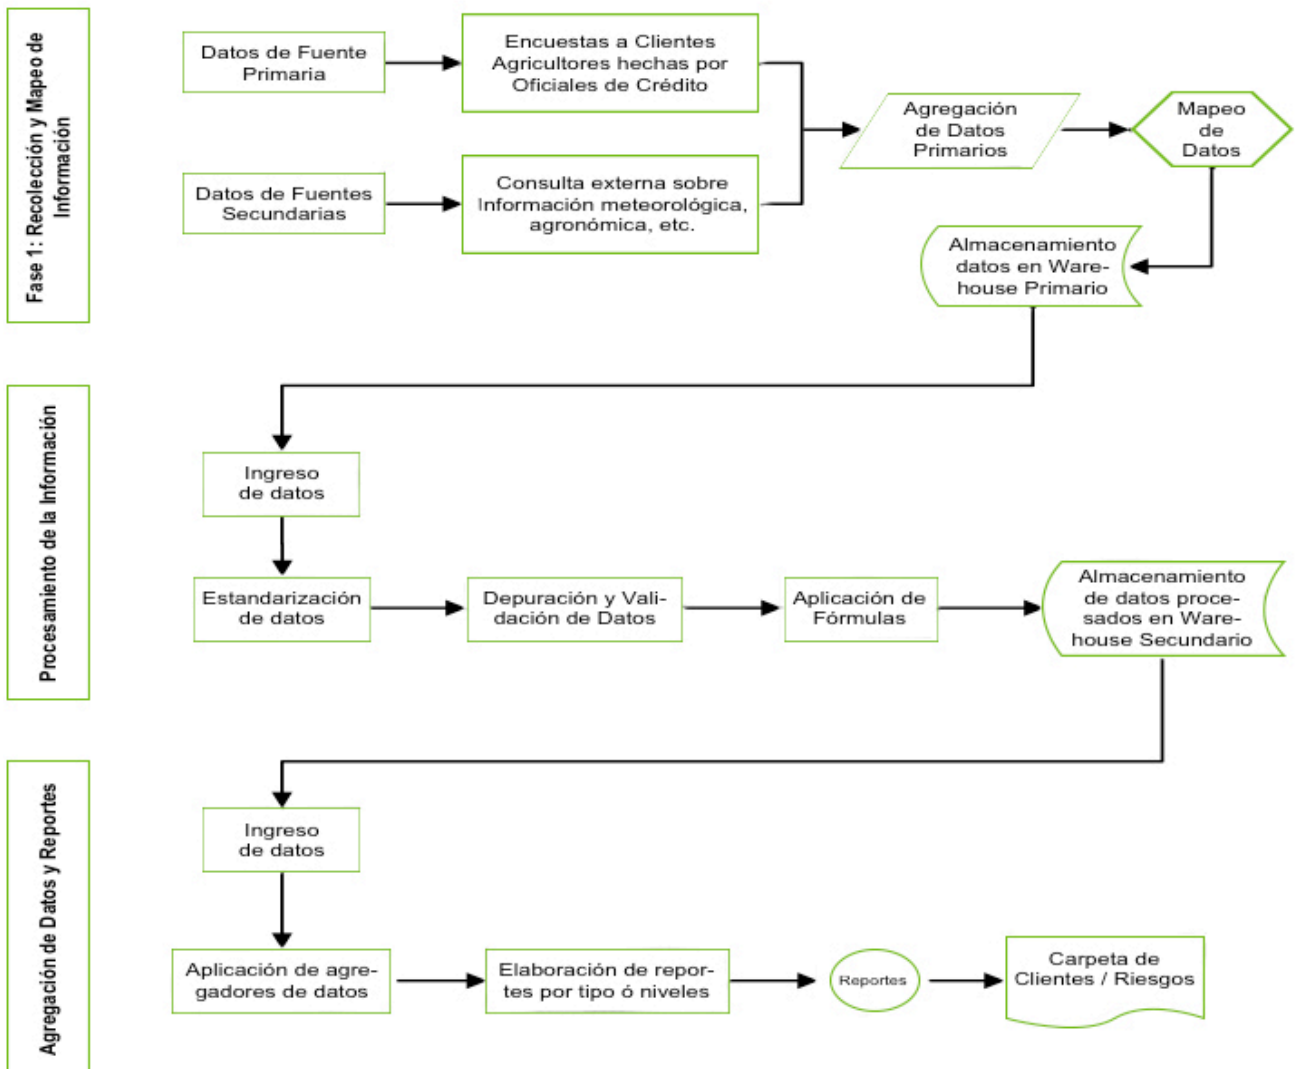 Fase 1: Recolección y Mapeo de
Información
Datos de Fuente
Primaria
Encuestas a Clientes
Agricultores hechas por
Oficiales de Crédito
Datos de Fuentes
Secundarias
Consulta externa sobre
Información meteorológica,
agronómica, etc.
Agregación
de Datos
Primarios
Mapeo
de
Datos
Almacenamiento
datos en Ware-
house Primario
Procesamiento de la Información
Ingreso
de datos
Estandarización
de datos
Depuración y Vali-
dación de Datos
Aplicación de
Fórmulas
Almacenamiento
de datos proce-
sados en Ware-
house Secundario
Agregación de Datos y Reportes
Ingreso
de datos
Aplicación de agre-
gadores de datos
Elaboración de repor-
tes por tipo ó niveles
Reportes
Carpeta de
Clientes / Riesgos